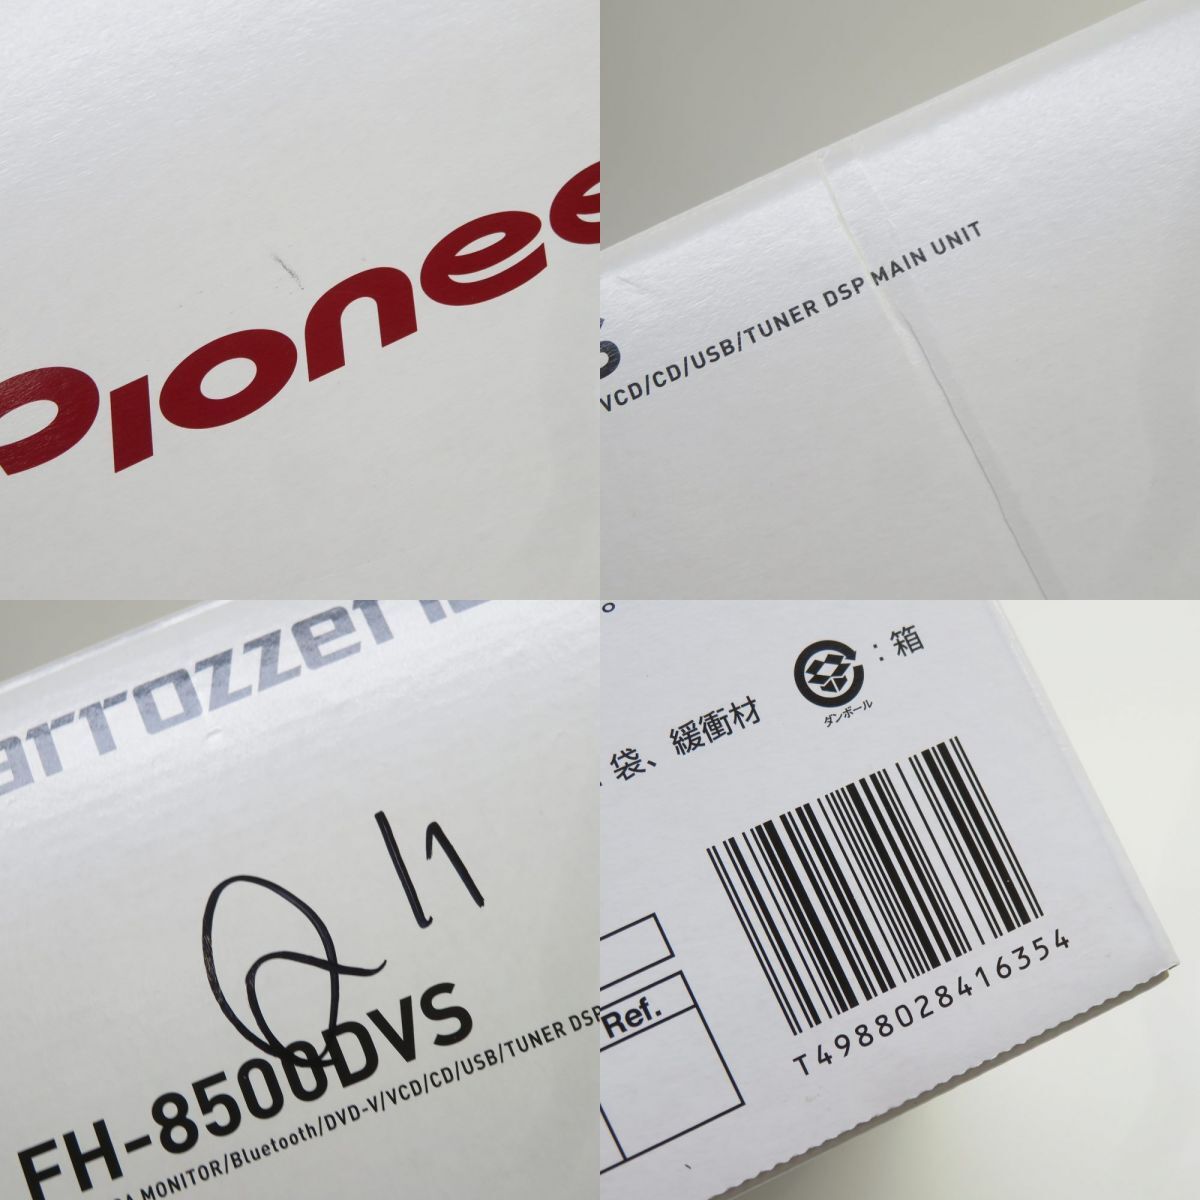 Pionee
S
VCD/CD/USB/TUNER DSP MAIN UNIT
arrozzeri
FH-8500DVS
MONITOR/Bluetooth/DVD-V/VCD/CD/USB/TUNER DSP
8
袋、緩衝材
：箱
ダンボール
Ref.
T4988028416354